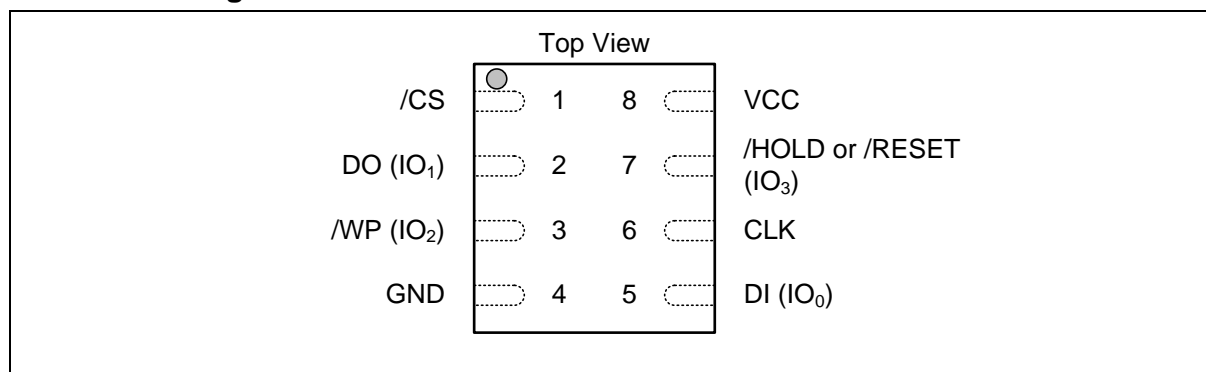 Top View
/CS 1 8 VCC
DO (IO₁) 2 7 /HOLD or /RESET
(IO₃)
/WP (IO₂) 3 6 CLK
GND 4 5 DI (IO₀)